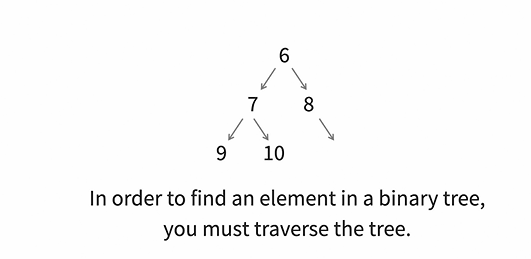 6
7 8
9 10
In order to find an element in a binary tree,
you must traverse the tree.